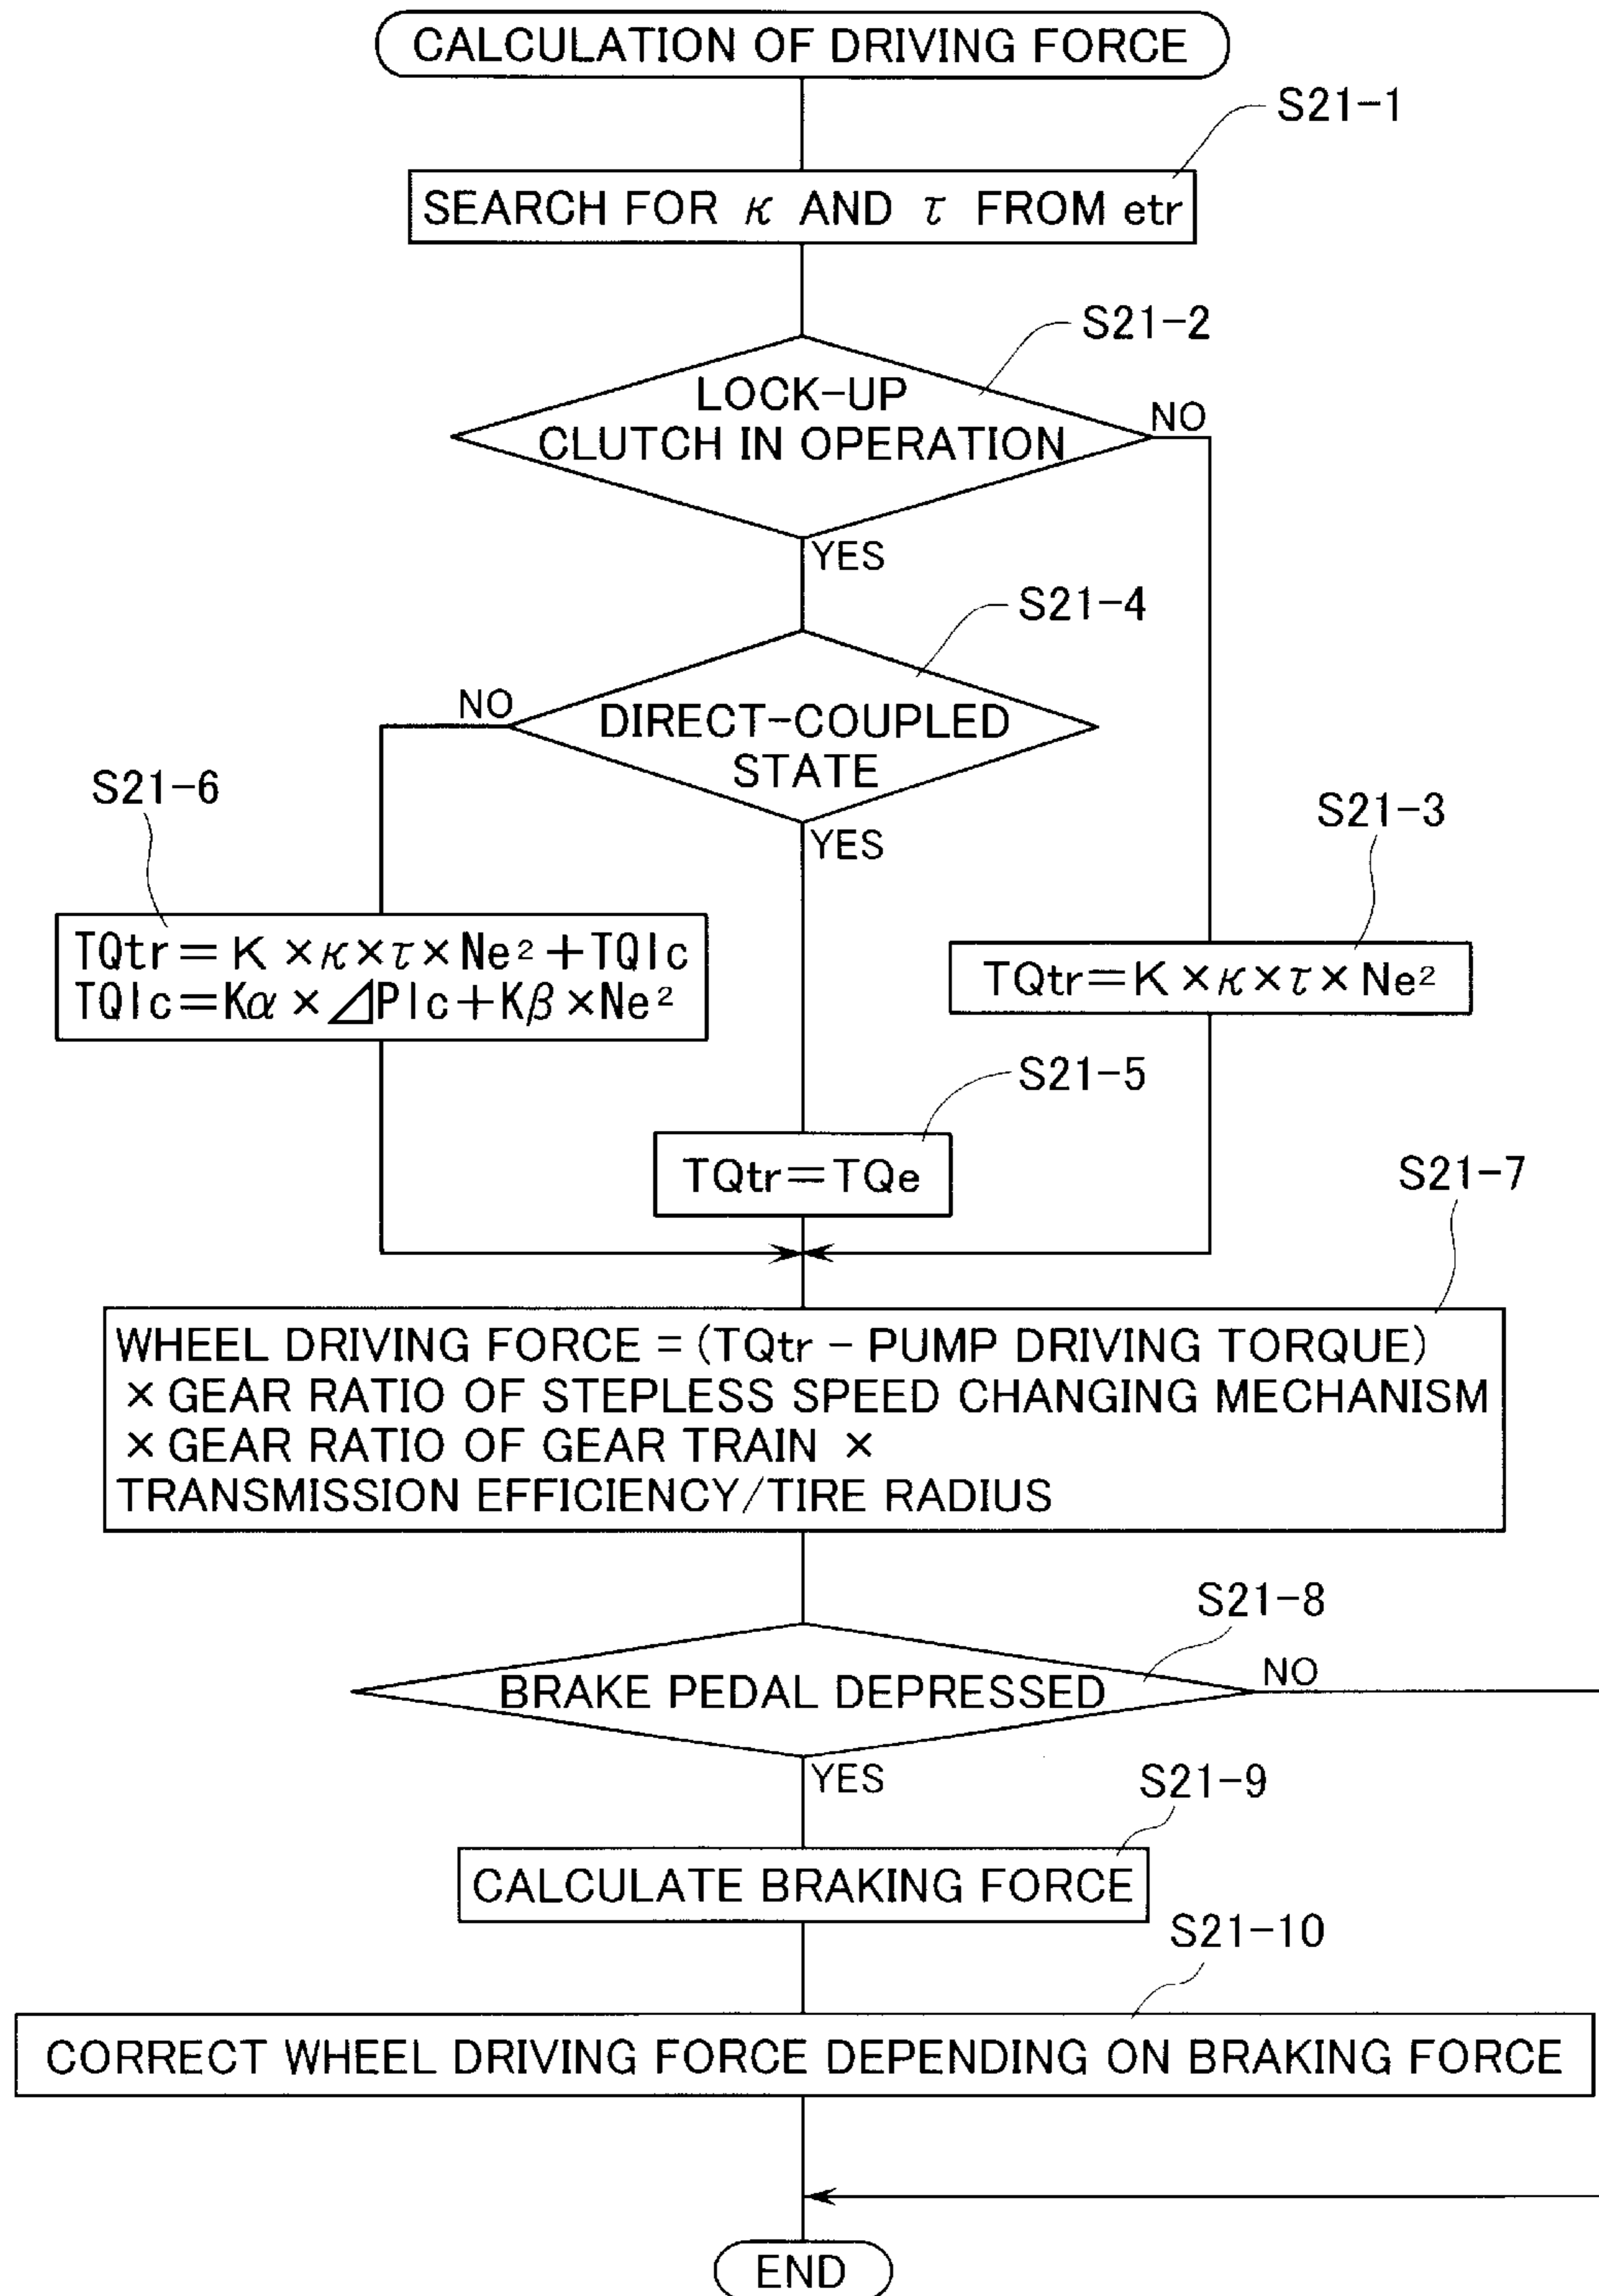 CALCULATION OF DRIVING FORCE
S21-1
SEARCH FOR κ AND τ FROM etr
S21-2
LOCK-UP
CLUTCH IN OPERATION
NO
YES
S21-4
NO
DIRECT-COUPLED
STATE
YES
S21-6
TQtr=K×κ×τ×Ne²+TQlc
TQlc=Kα×⊿Plc+Kβ×Ne²
S21-3
TQtr=K×κ×τ×Ne²
S21-5
TQtr=TQe
S21-7
WHEEL DRIVING FORCE = (TQtr - PUMP DRIVING TORQUE)
× GEAR RATIO OF STEPLESS SPEED CHANGING MECHANISM
× GEAR RATIO OF GEAR TRAIN ×
TRANSMISSION EFFICIENCY/TIRE RADIUS
S21-8
BRAKE PEDAL DEPRESSED
NO
YES
S21-9
CALCULATE BRAKING FORCE
S21-10
CORRECT WHEEL DRIVING FORCE DEPENDING ON BRAKING FORCE
END